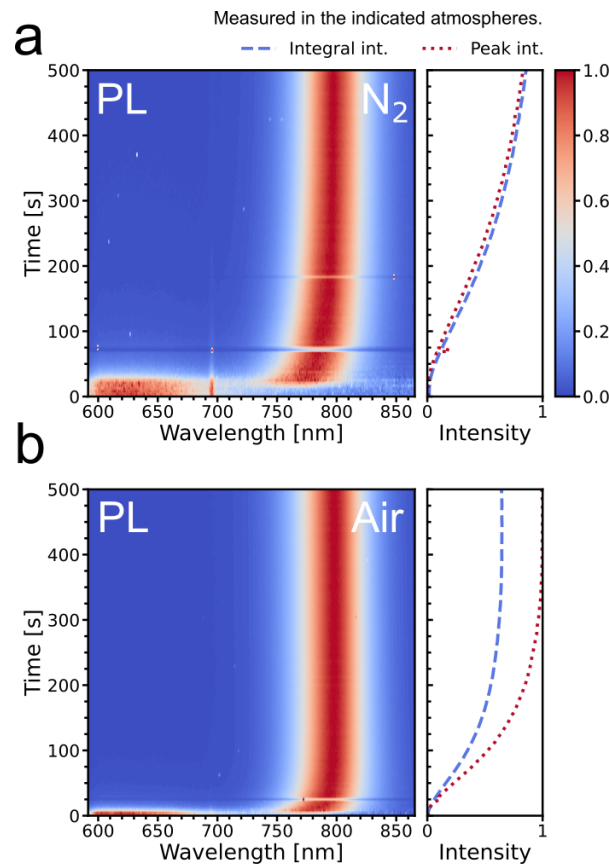 Measured in the indicated atmospheres.
a
Integral int. Peak int.
PL N₂
500
400
300
200
100
0
Time [s]
600 650 700 750 800 850
Wavelength [nm]
0 1
Intensity
1.0
0.8
0.6
0.4
0.2
0.0
b
PL Air
500
400
300
200
100
0
Time [s]
600 650 700 750 800 850
Wavelength [nm]
0 1
Intensity